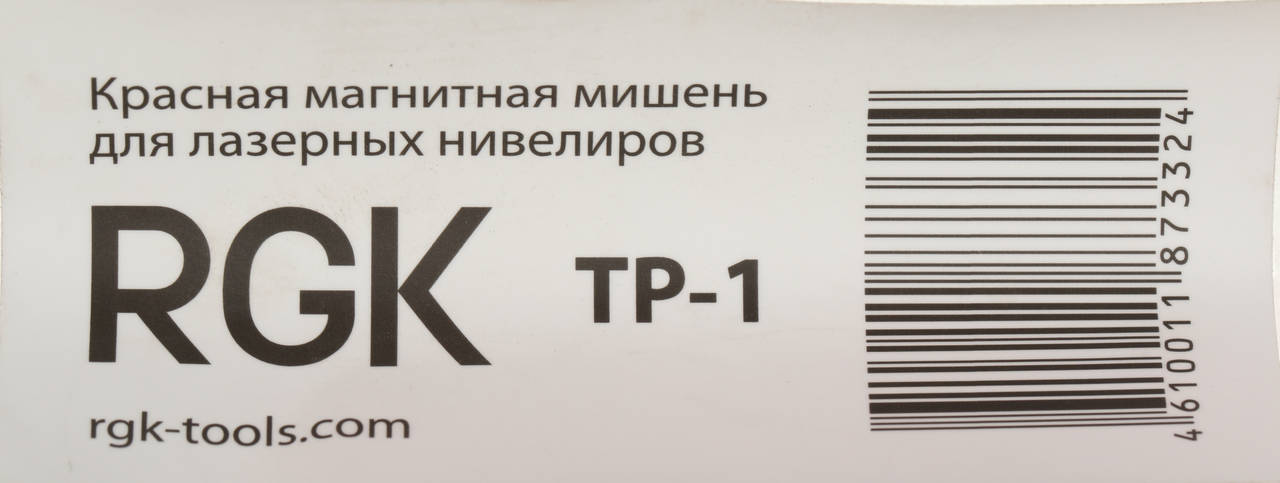 Красная магнитная мишень
для лазерных нивелиров
RGK TP-1
rgk-tools.com
4610011873324